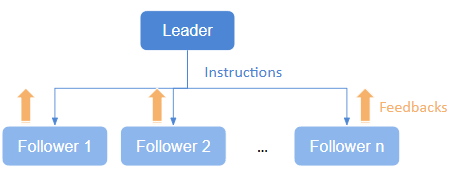 Leader
Instructions
Feedbacks
Follower 1
Follower 2
...
Follower n